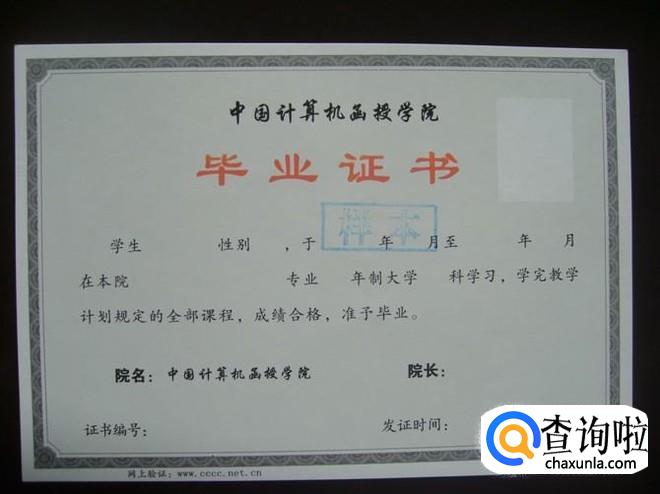 中国计算机函授学院
毕业证书
样本
学生 性别 ，于 年 月至 年 月
在本院 专业 年制大学 科学习，学完教学
计划规定的全部课程，成绩合格，准予毕业。
院名：中国计算机函授学院 院长：
证书编号： 发证时间：
网上验证：www.cccc.net.cn
查询啦
chaxunla.com